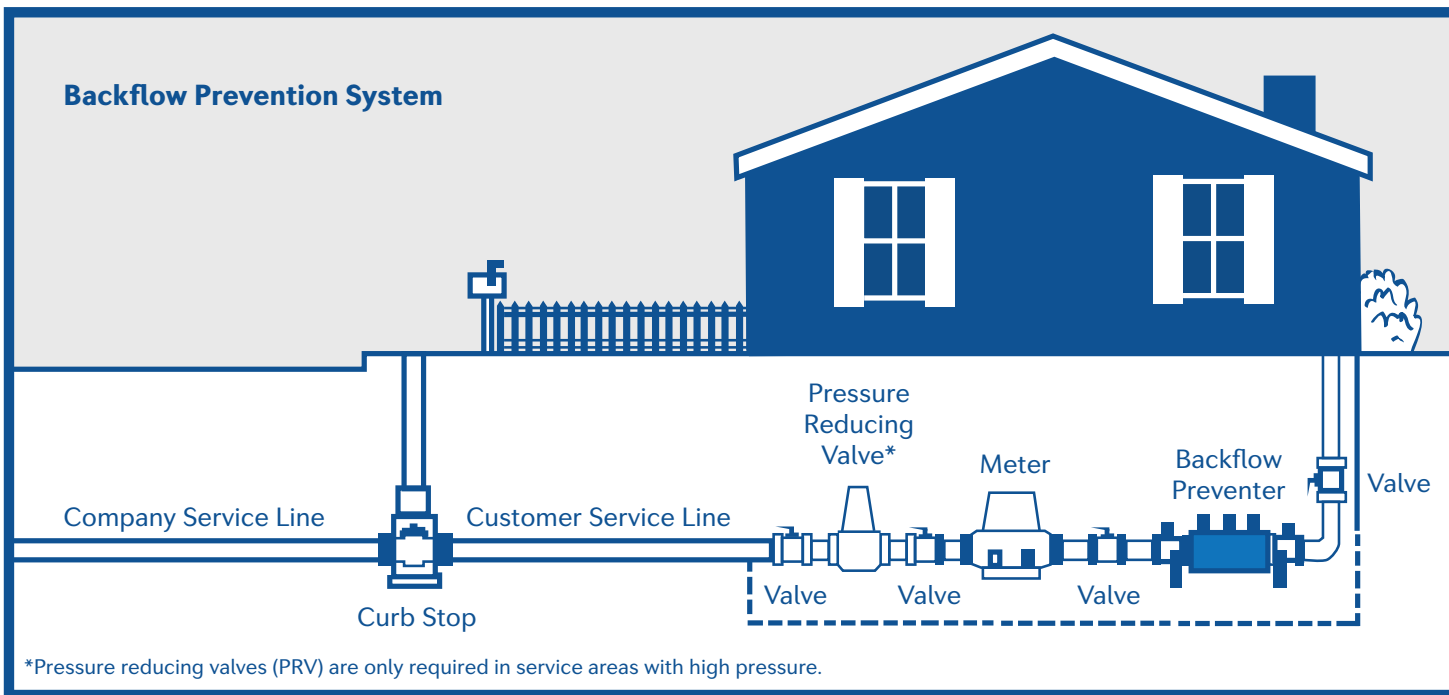 Backflow Prevention System
Pressure
Reducing
Valve*
Meter
Backflow
Preventer
Valve
Company Service Line
Customer Service Line
Valve
Valve
Valve
Curb Stop
*Pressure reducing valves (PRV) are only required in service areas with high pressure.